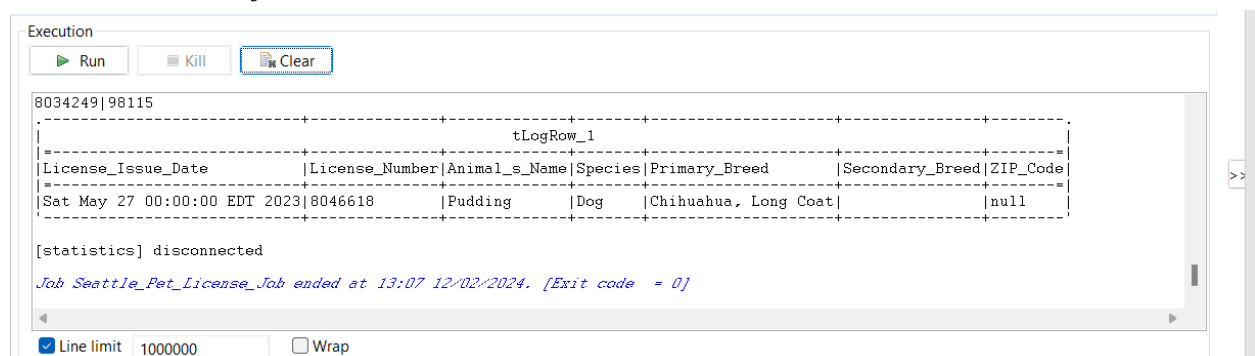 Execution
Run Kill Clear
8034249|98115
.----------------------------+--------------+-------------+-------+--------------------+---------------+--------.
| tLogRow_1 |
|=---------------------------+--------------+-------------+-------+--------------------+---------------+-------=|
|License_Issue_Date |License_Number|Animal_s_Name|Species|Primary_Breed |Secondary_Breed|ZIP_Code|
|=---------------------------+--------------+-------------+-------+--------------------+---------------+-------=|
|Sat May 27 00:00:00 EDT 2023|8046618 |Pudding |Dog |Chihuahua, Long Coat| |null |
'----------------------------+--------------+-------------+-------+--------------------+---------------+--------'
[statistics] disconnected
Job Seattle_Pet_License_Job ended at 13:07 12/02/2024. [Exit code = 0]
>>
Line limit 1000000 Wrap